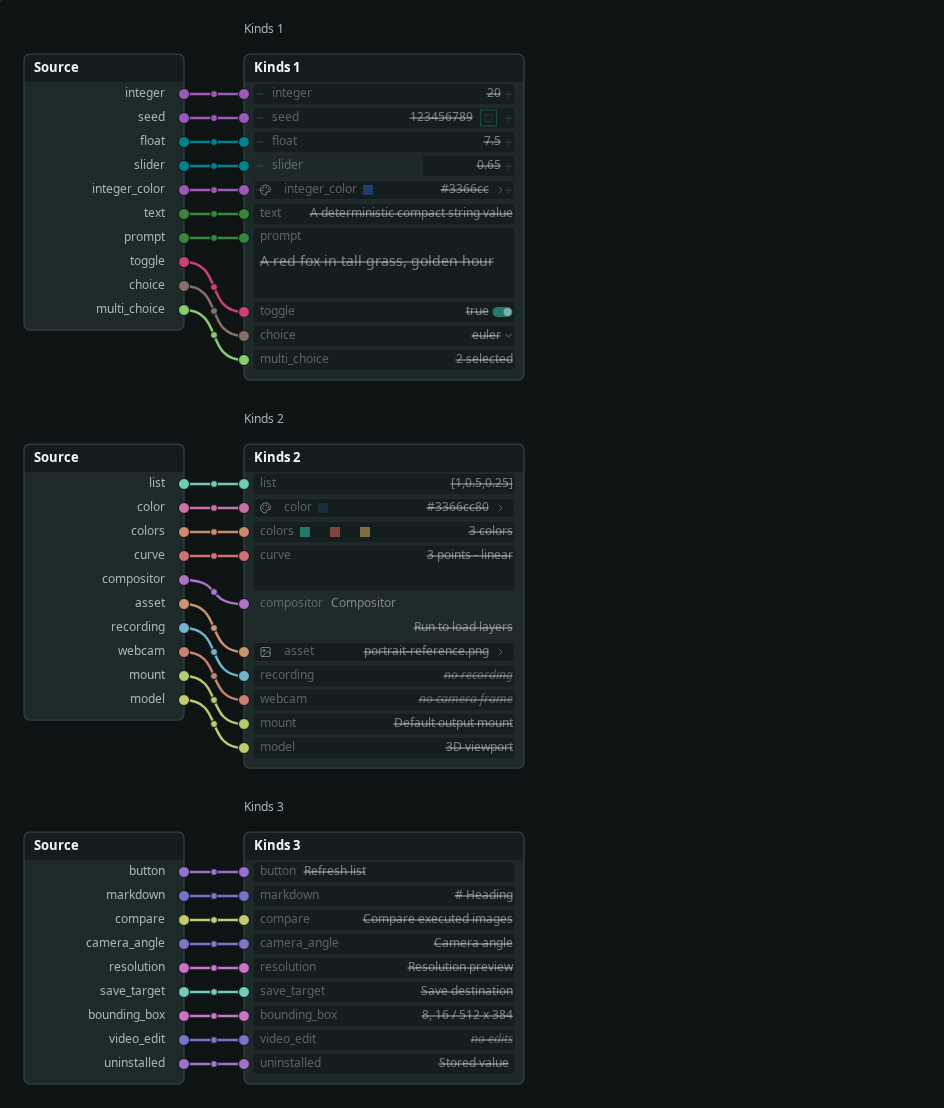 Kinds 1
Source
Kinds 1
integer
integer 20
seed
seed 123456789
float
float 7.5
slider
slider 0.65
integer_color
integer_color #3366cc
text
text A deterministic compact string value
prompt
prompt
A red fox in tall grass, golden hour
toggle
toggle true
choice
choice euler
multi_choice
multi_choice 2 selected
Kinds 2
Source
Kinds 2
list
list [1,0.5,0.25]
color
color #3366cc80
colors
colors 3 colors
curve
curve 3 points - linear
compositor
compositor Compositor
Run to load layers
asset
asset portrait-reference.png
recording
recording no recording
webcam
webcam no camera frame
mount
mount Default output mount
model
model 3D viewport
Kinds 3
Source
Kinds 3
button
button Refresh list
markdown
markdown # Heading
compare
compare Compare executed images
camera_angle
camera_angle Camera angle
resolution
resolution Resolution preview
save_target
save_target Save destination
bounding_box
bounding_box 8, 16 / 512 x 384
video_edit
video_edit no edits
uninstalled
uninstalled Stored value